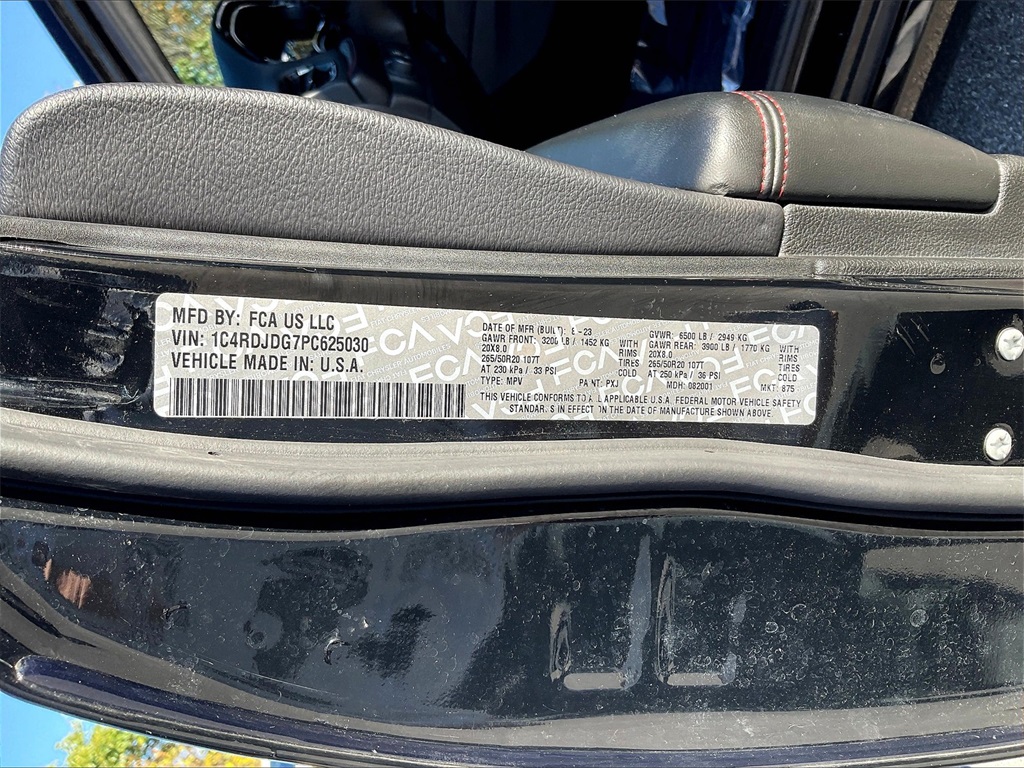 MFD BY: FCA US LLC
VIN: 1C4RDJDG7PC625030
VEHICLE MADE IN: U.S.A.
DATE OF MFR (BUILT): 8-23
GAWR FRONT: 3200 LB / 1452 KG WITH
20X8.0 RIMS
265/50R20 107T TIRES
AT 230 kPa / 33 PSI COLD
TYPE: MPV PAINT: PXJ
GVWR: 6500 LB / 2949 KG
GAWR REAR: 3900 LB / 1770 KG WITH
20X8.0 RIMS
265/50R20 107T TIRES
AT 250 kPa / 36 PSI COLD
MDH: 082001 MKT: 875
THIS VEHICLE CONFORMS TO ALL APPLICABLE U.S.A. FEDERAL MOTOR VEHICLE SAFETY
STANDARDS IN EFFECT ON THE DATE OF MANUFACTURE SHOWN ABOVE.